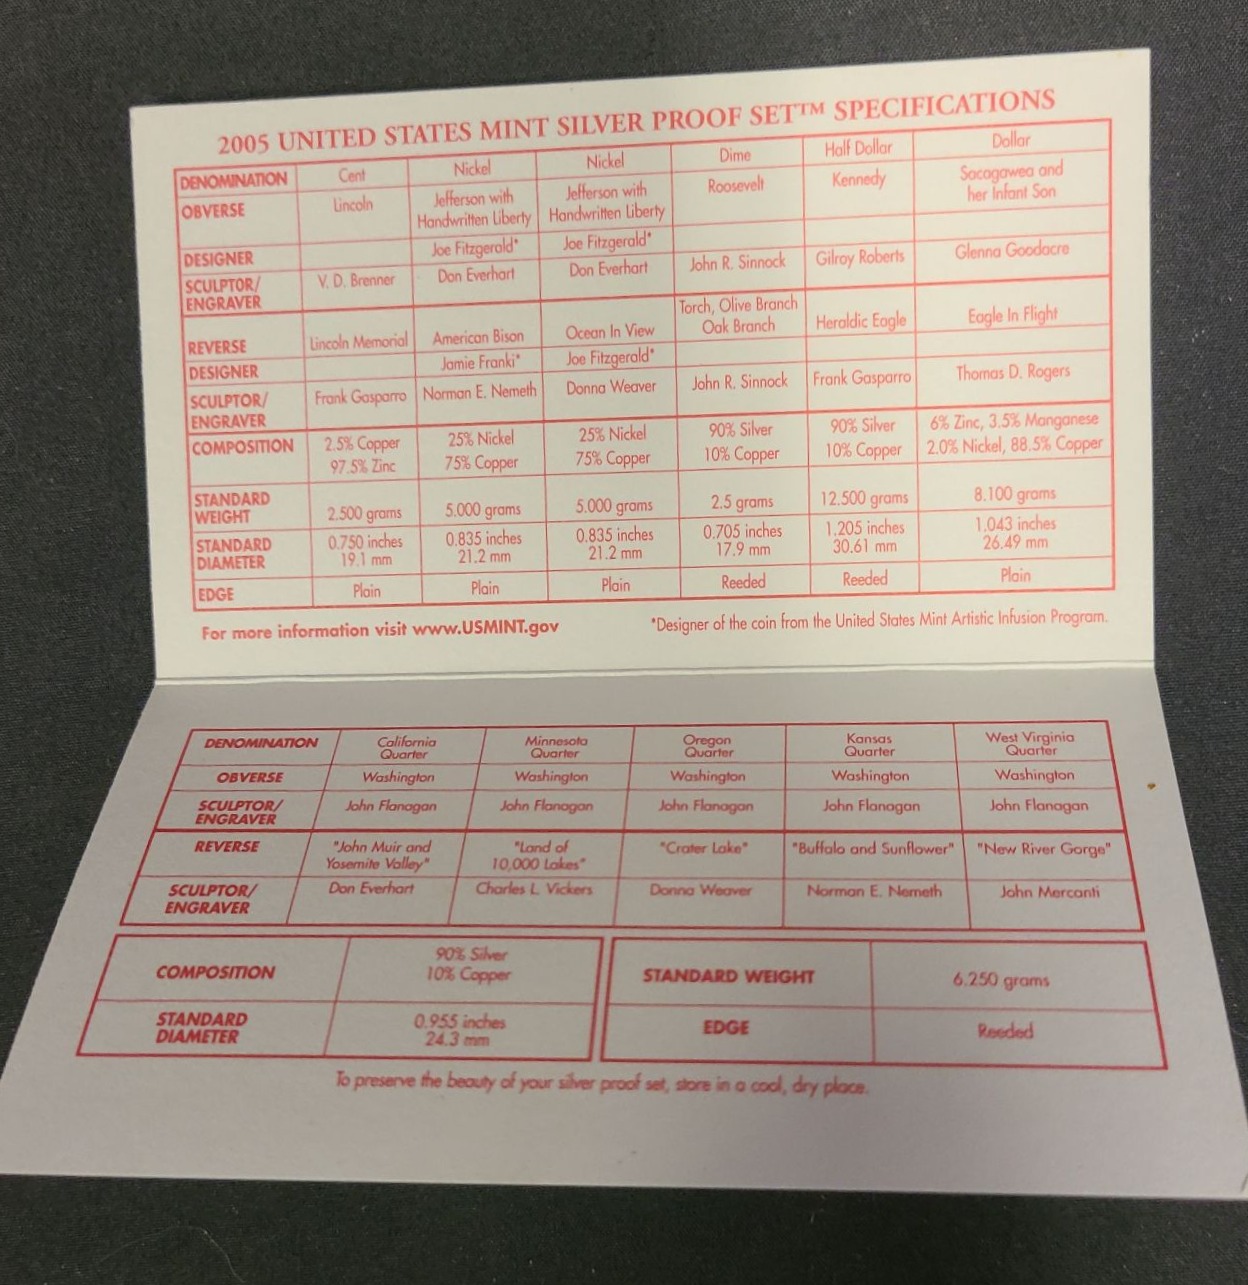 2005 UNITED STATES MINT SILVER PROOF SET™ SPECIFICATIONS
DENOMINATION Cent Nickel Nickel Dime Half Dollar Dollar
OBVERSE Lincoln Jefferson with Handwritten Liberty Jefferson with Handwritten Liberty Roosevelt Kennedy Sacagawea and her Infant Son
DESIGNER Joe Fitzgerald* Joe Fitzgerald*
SCULPTOR/ENGRAVER V. D. Brenner Don Everhart Don Everhart John R. Sinnock Gilroy Roberts Glenna Goodacre
REVERSE Lincoln Memorial American Bison Ocean In View Torch, Olive Branch Oak Branch Heraldic Eagle Eagle In Flight
DESIGNER Jamie Franki* Joe Fitzgerald*
SCULPTOR/ENGRAVER Frank Gasparro Norman E. Nemeth Donna Weaver John R. Sinnock Frank Gasparro Thomas D. Rogers
COMPOSITION 2.5% Copper 97.5% Zinc 25% Nickel 75% Copper 25% Nickel 75% Copper 90% Silver 10% Copper 90% Silver 10% Copper 6% Zinc, 3.5% Manganese 2.0% Nickel, 88.5% Copper
STANDARD WEIGHT 2.500 grams 5.000 grams 5.000 grams 2.5 grams 12.500 grams 8.100 grams
STANDARD DIAMETER 0.750 inches 19.1 mm 0.835 inches 21.2 mm 0.835 inches 21.2 mm 0.705 inches 17.9 mm 1.205 inches 30.61 mm 1.043 inches 26.49 mm
EDGE Plain Plain Plain Reeded Reeded Plain
For more information visit www.USMINT.gov *Designer of the coin from the United States Mint Artistic Infusion Program.
DENOMINATION California Quarter Minnesota Quarter Oregon Quarter Kansas Quarter West Virginia Quarter
OBVERSE Washington Washington Washington Washington Washington
SCULPTOR/ENGRAVER John Flanagan John Flanagan John Flanagan John Flanagan John Flanagan
REVERSE "John Muir and Yosemite Valley" "Land of 10,000 Lakes" "Crater Lake" "Buffalo and Sunflower" "New River Gorge"
SCULPTOR/ENGRAVER Don Everhart Charles L. Vickers Donna Weaver Norman E. Nemeth John Mercanti
COMPOSITION 90% Silver 10% Copper STANDARD WEIGHT 6.250 grams
STANDARD DIAMETER 0.955 inches 24.3 mm EDGE Reeded
To preserve the beauty of your silver proof set, store in a cool, dry place.